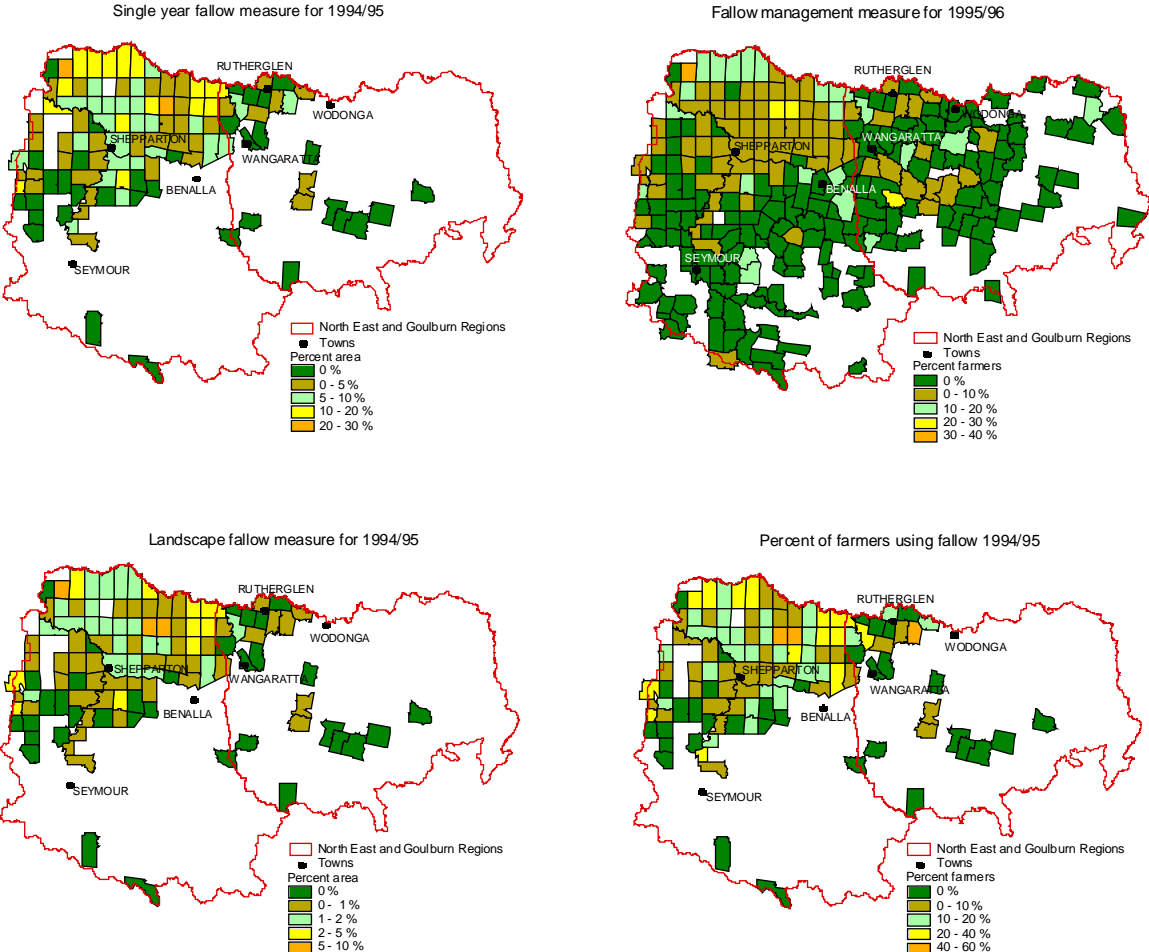 Single year fallow measure for 1994/95
RUTHERGLEN
WODONGA
SHEPPARTON
WANGARATTA
BENALLA
SEYMOUR
North East and Goulburn Regions
Towns
Percent area
0 %
0 - 5 %
5 - 10 %
10 - 20 %
20 - 30 %
Fallow management measure for 1995/96
RUTHERGLEN
WODONGA
WANGARATTA
SHEPPARTON
BENALLA
SEYMOUR
North East and Goulburn Regions
Towns
Percent farmers
0 %
0 - 10 %
10 - 20 %
20 - 30 %
30 - 40 %
Landscape fallow measure for 1994/95
RUTHERGLEN
WODONGA
SHEPPARTON
WANGARATTA
BENALLA
SEYMOUR
North East and Goulburn Regions
Towns
Percent area
0 %
0 - 1 %
1 - 2 %
2 - 5 %
5 - 10 %
Percent of farmers using fallow 1994/95
RUTHERGLEN
WODONGA
SHEPPARTON
WANGARATTA
BENALLA
SEYMOUR
North East and Goulburn Regions
Towns
Percent farmers
0 %
0 - 10 %
10 - 20 %
20 - 40 %
40 - 60 %